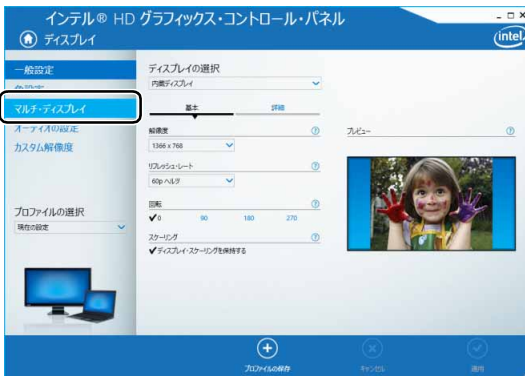 インテル® HD グラフィックス・コントロール・パネル
ディスプレイ
intel
一般設定
マルチ・ディスプレイ
オーディオの設定
カスタム解像度
プロファイルの選択
現在の設定
ディスプレイの選択
内蔵ディスプレイ
基本
詳細
解像度
1366 x 768
リフレッシュ・レート
60p ヘルツ
回転
0 90 180 270
スケーリング
ディスプレイ・スケーリングを保持する
プレビュー
プロファイルの保存
キャンセル
適用